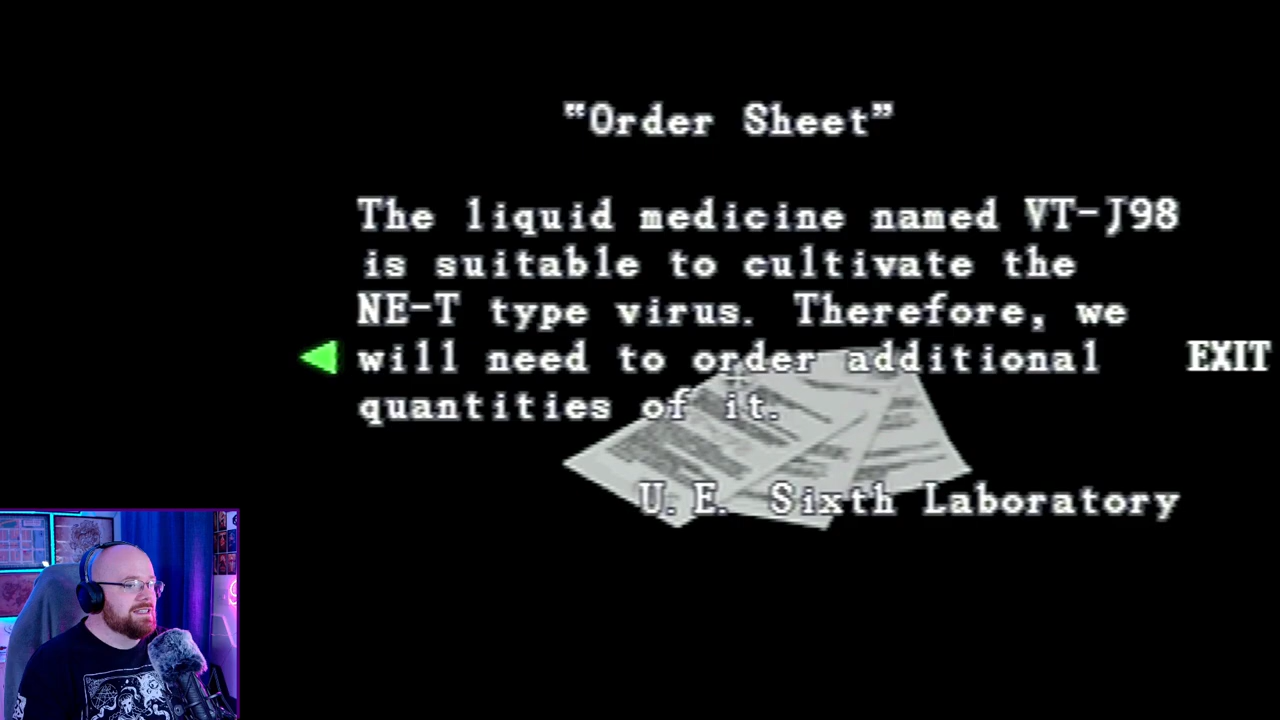 "Order Sheet"
The liquid medicine named VT-J98
is suitable to cultivate the
NE-T type virus. Therefore, we
will need to order additional
quantities of it.
EXIT
U.E. Sixth Laboratory